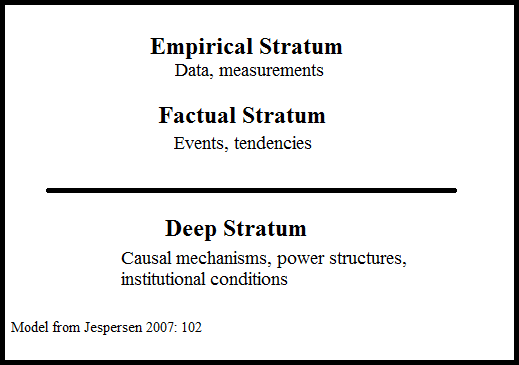 Empirical Stratum
Data, measurements
Factual Stratum
Events, tendencies
Deep Stratum
Causal mechanisms, power structures,
institutional conditions
Model from Jespersen 2007: 102